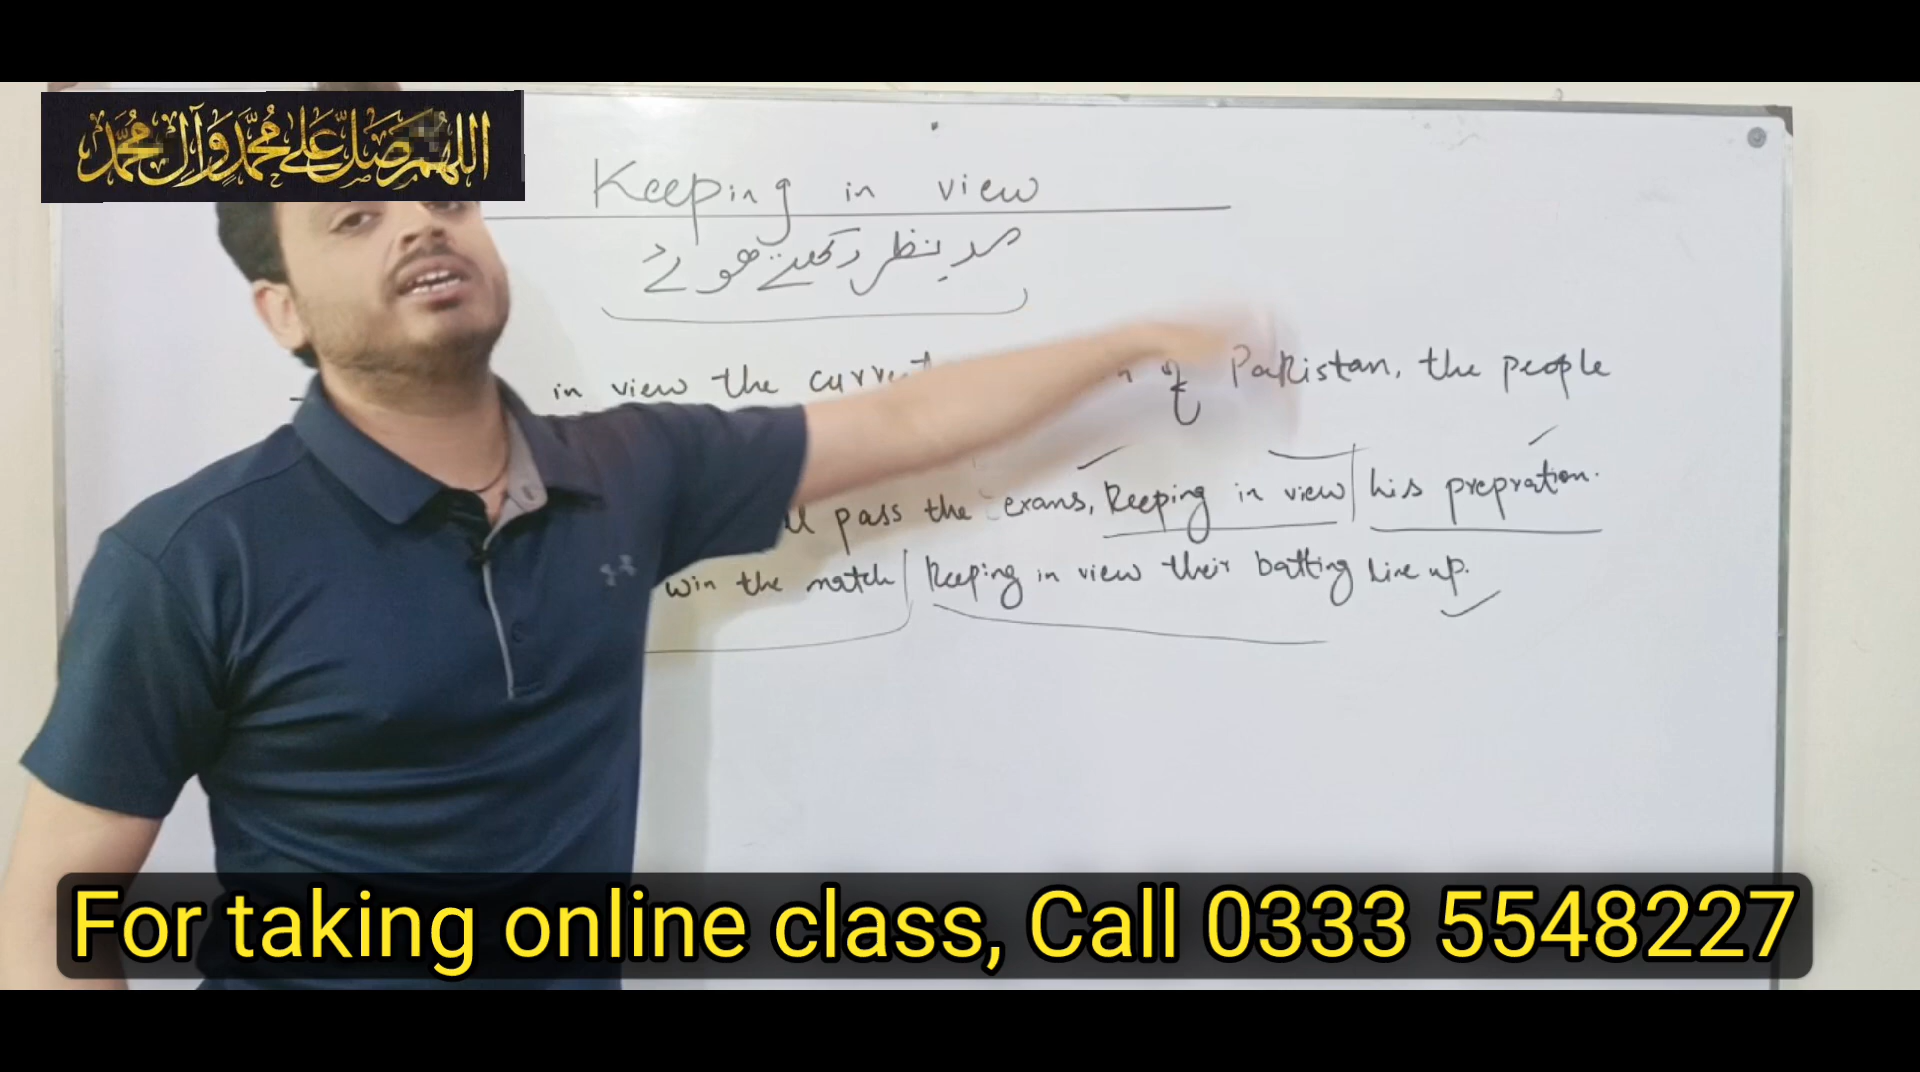 اللهم صل على محمد وآل محمد
Keeping in view
مدِ نظر رکھتے ہوئے
in view the current of Pakistan, the people
pass the exams, Keeping in view his prepration.
win the match Keeping in view their batting line up.
For taking online class, Call 0333 5548227